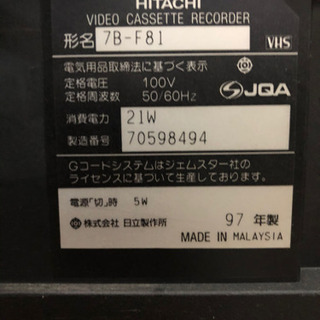 HITACHI
VIDEO CASSETTE RECORDER
形名 7B-F81 VHS
電気用品取締法に基づく表示
定格電圧 100V
定格周波数 50/60Hz JQA
消費電力 21W
製造番号 70598494
Gコードシステムはジェムスター社の
ライセンスに基づいて生産しております。
電源「切」時 5W
株式会社 日立製作所 97 年製
MADE IN MALAYSIA